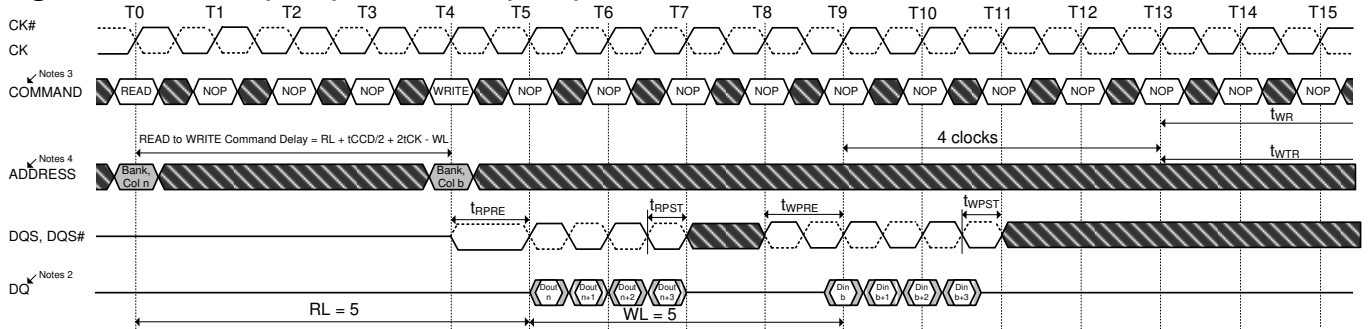 T0 T1 T2 T3 T4 T5 T6 T7 T8 T9 T10 T11 T12 T13 T14 T15
CK#
CK
Notes 3
COMMAND READ NOP NOP NOP WRITE NOP NOP NOP NOP NOP NOP NOP NOP NOP NOP NOP
tWR
READ to WRITE Command Delay = RL + tCCD/2 + 2tCK - WL
4 clocks
tWTR
Notes 4
ADDRESS Bank, Col n Bank, Col b
tRPRE tRPST tWPRE tWPST
DQS, DQS#
Notes 2
DQ Dout n Dout n+1 Dout n+2 Dout n+3 Din b Din b+1 Din b+2 Din b+3
RL = 5 WL = 5